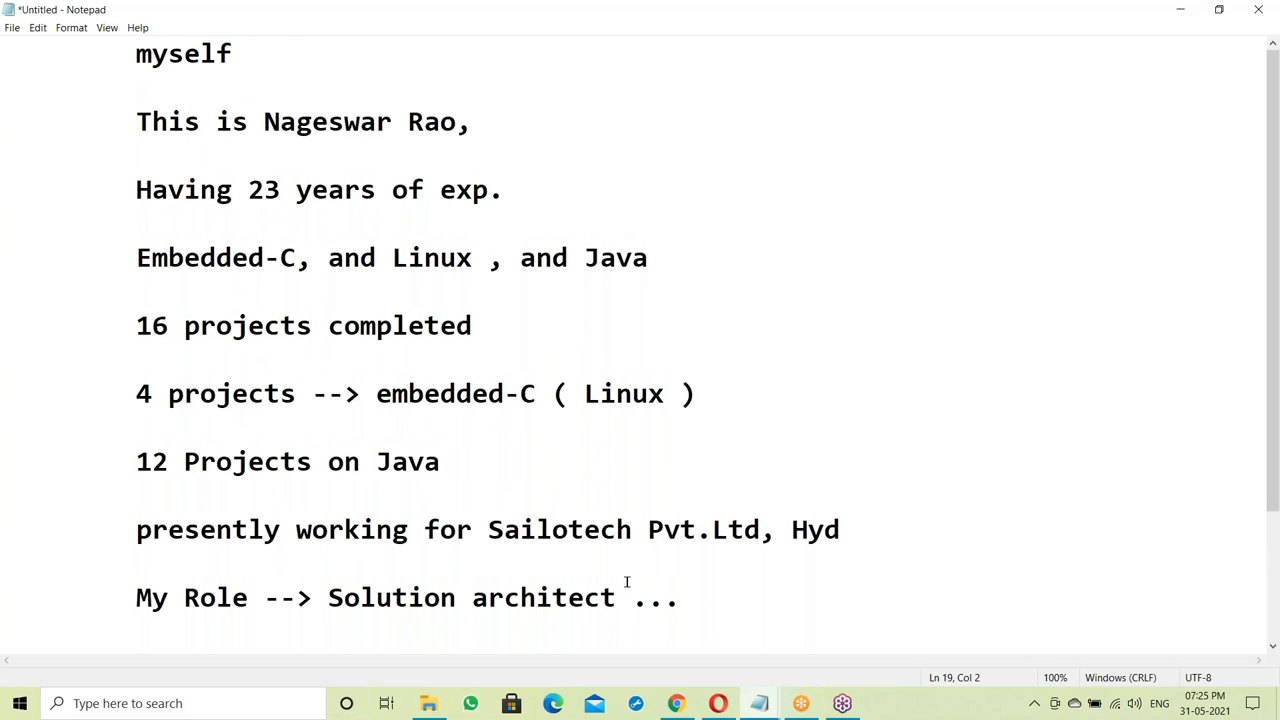 *Untitled - Notepad
File Edit Format View Help
myself
This is Nageswar Rao,
Having 23 years of exp.
Embedded-C, and Linux , and Java
16 projects completed
4 projects --> embedded-C ( Linux )
12 Projects on Java
presently working for Sailotech Pvt.Ltd, Hyd
My Role --> Solution architect ...
Ln 19, Col 2 100% Windows (CRLF) UTF-8
Type here to search
ENG
07:25 PM
31-05-2021